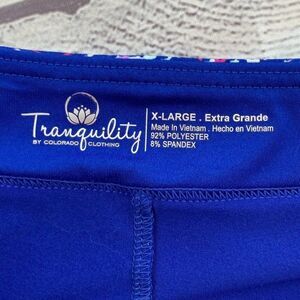 Tranquility
BY COLORADO CLOTHING
X-LARGE . Extra Grande
Made In Vietnam . Hecho en Vietnam
92% POLYESTER
8% SPANDEX